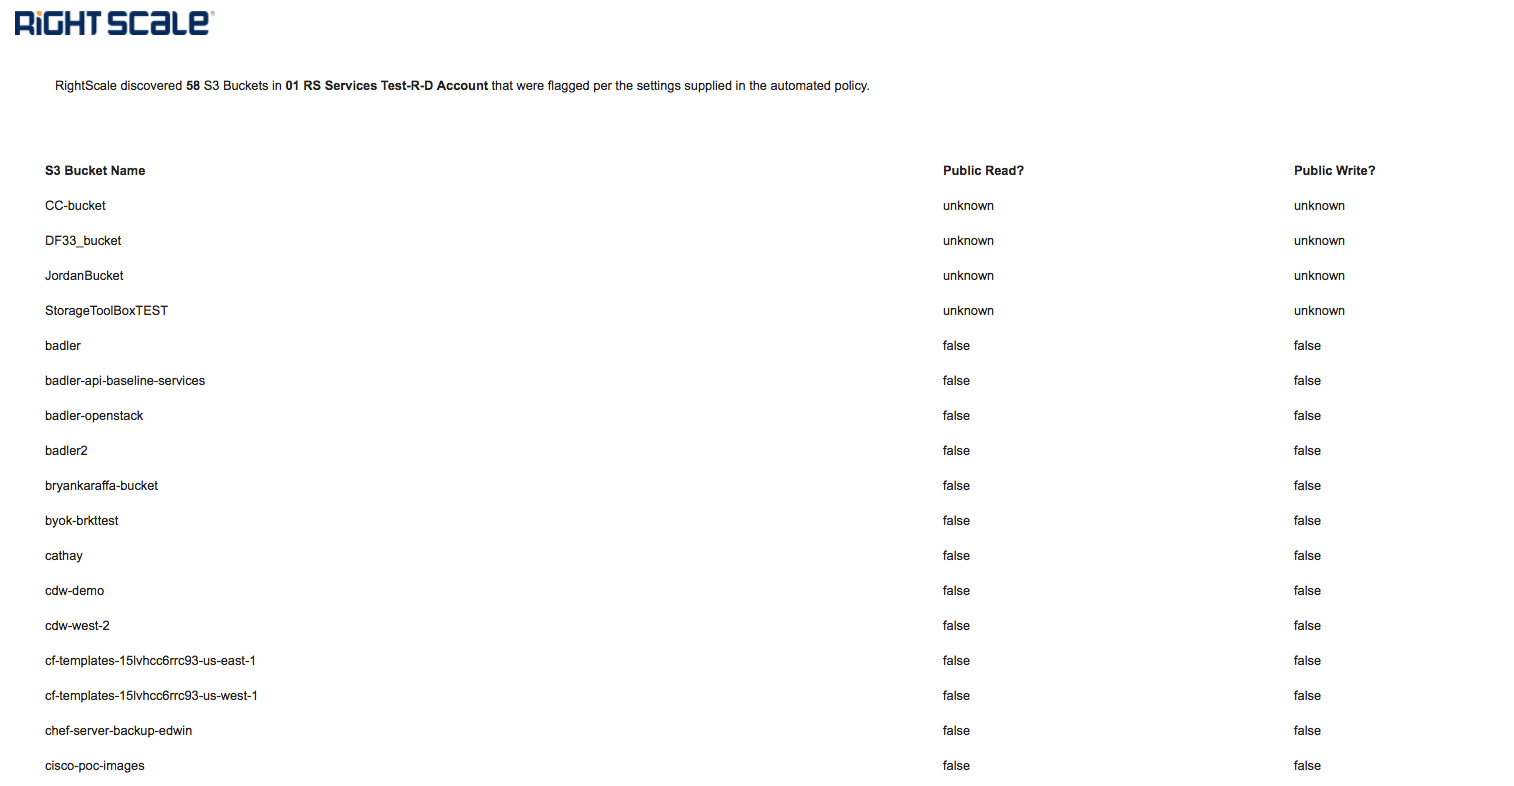 RIGHTSCALE®
RightScale discovered 58 S3 Buckets in 01 RS Services Test-R-D Account that were flagged per the settings supplied in the automated policy.
S3 Bucket Name Public Read? Public Write?
CC-bucket unknown unknown
DF33_bucket unknown unknown
JordanBucket unknown unknown
StorageToolBoxTEST unknown unknown
badler false false
badler-api-baseline-services false false
badler-openstack false false
badler2 false false
bryankaraffa-bucket false false
byok-brkttest false false
cathay false false
cdw-demo false false
cdw-west-2 false false
cf-templates-15lvhcc6rrc93-us-east-1 false false
cf-templates-15lvhcc6rrc93-us-west-1 false false
chef-server-backup-edwin false false
cisco-poc-images false false